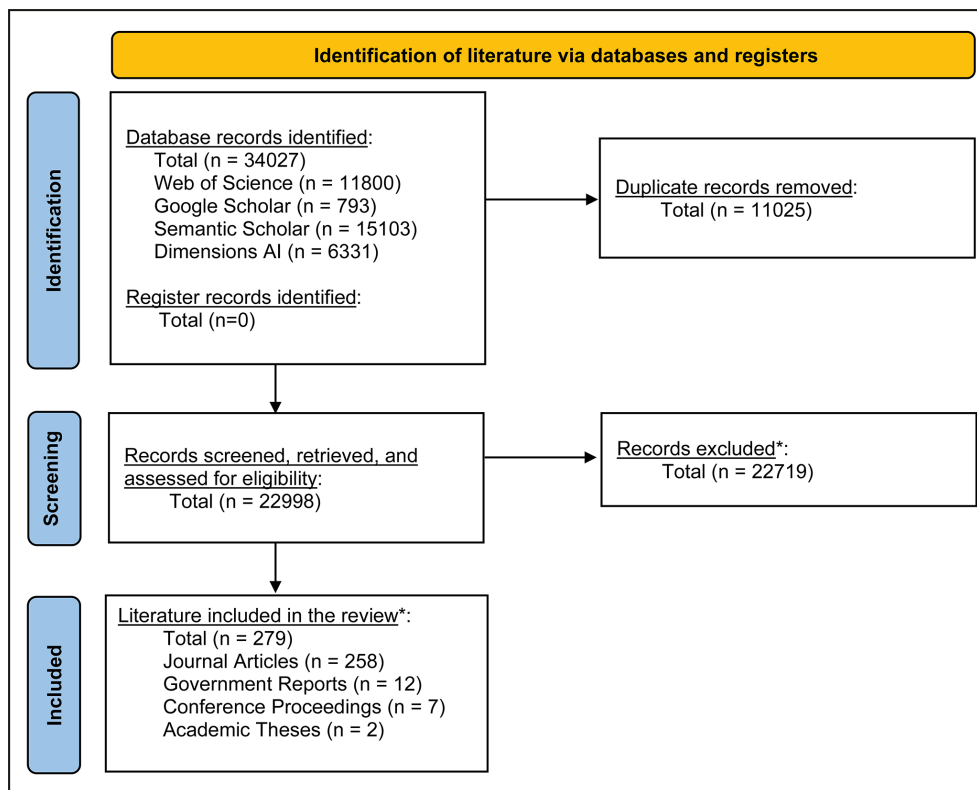 Identification of literature via databases and registers
Identification
Database records identified:
Total (n = 34027)
Web of Science (n = 11800)
Google Scholar (n = 793)
Semantic Scholar (n = 15103)
Dimensions AI (n = 6331)
Register records identified:
Total (n=0)
Duplicate records removed:
Total (n = 11025)
Screening
Records screened, retrieved, and
assessed for eligibility:
Total (n = 22998)
Records excluded*:
Total (n = 22719)
Included
Literature included in the review*:
Total (n = 279)
Journal Articles (n = 258)
Government Reports (n = 12)
Conference Proceedings (n = 7)
Academic Theses (n = 2)